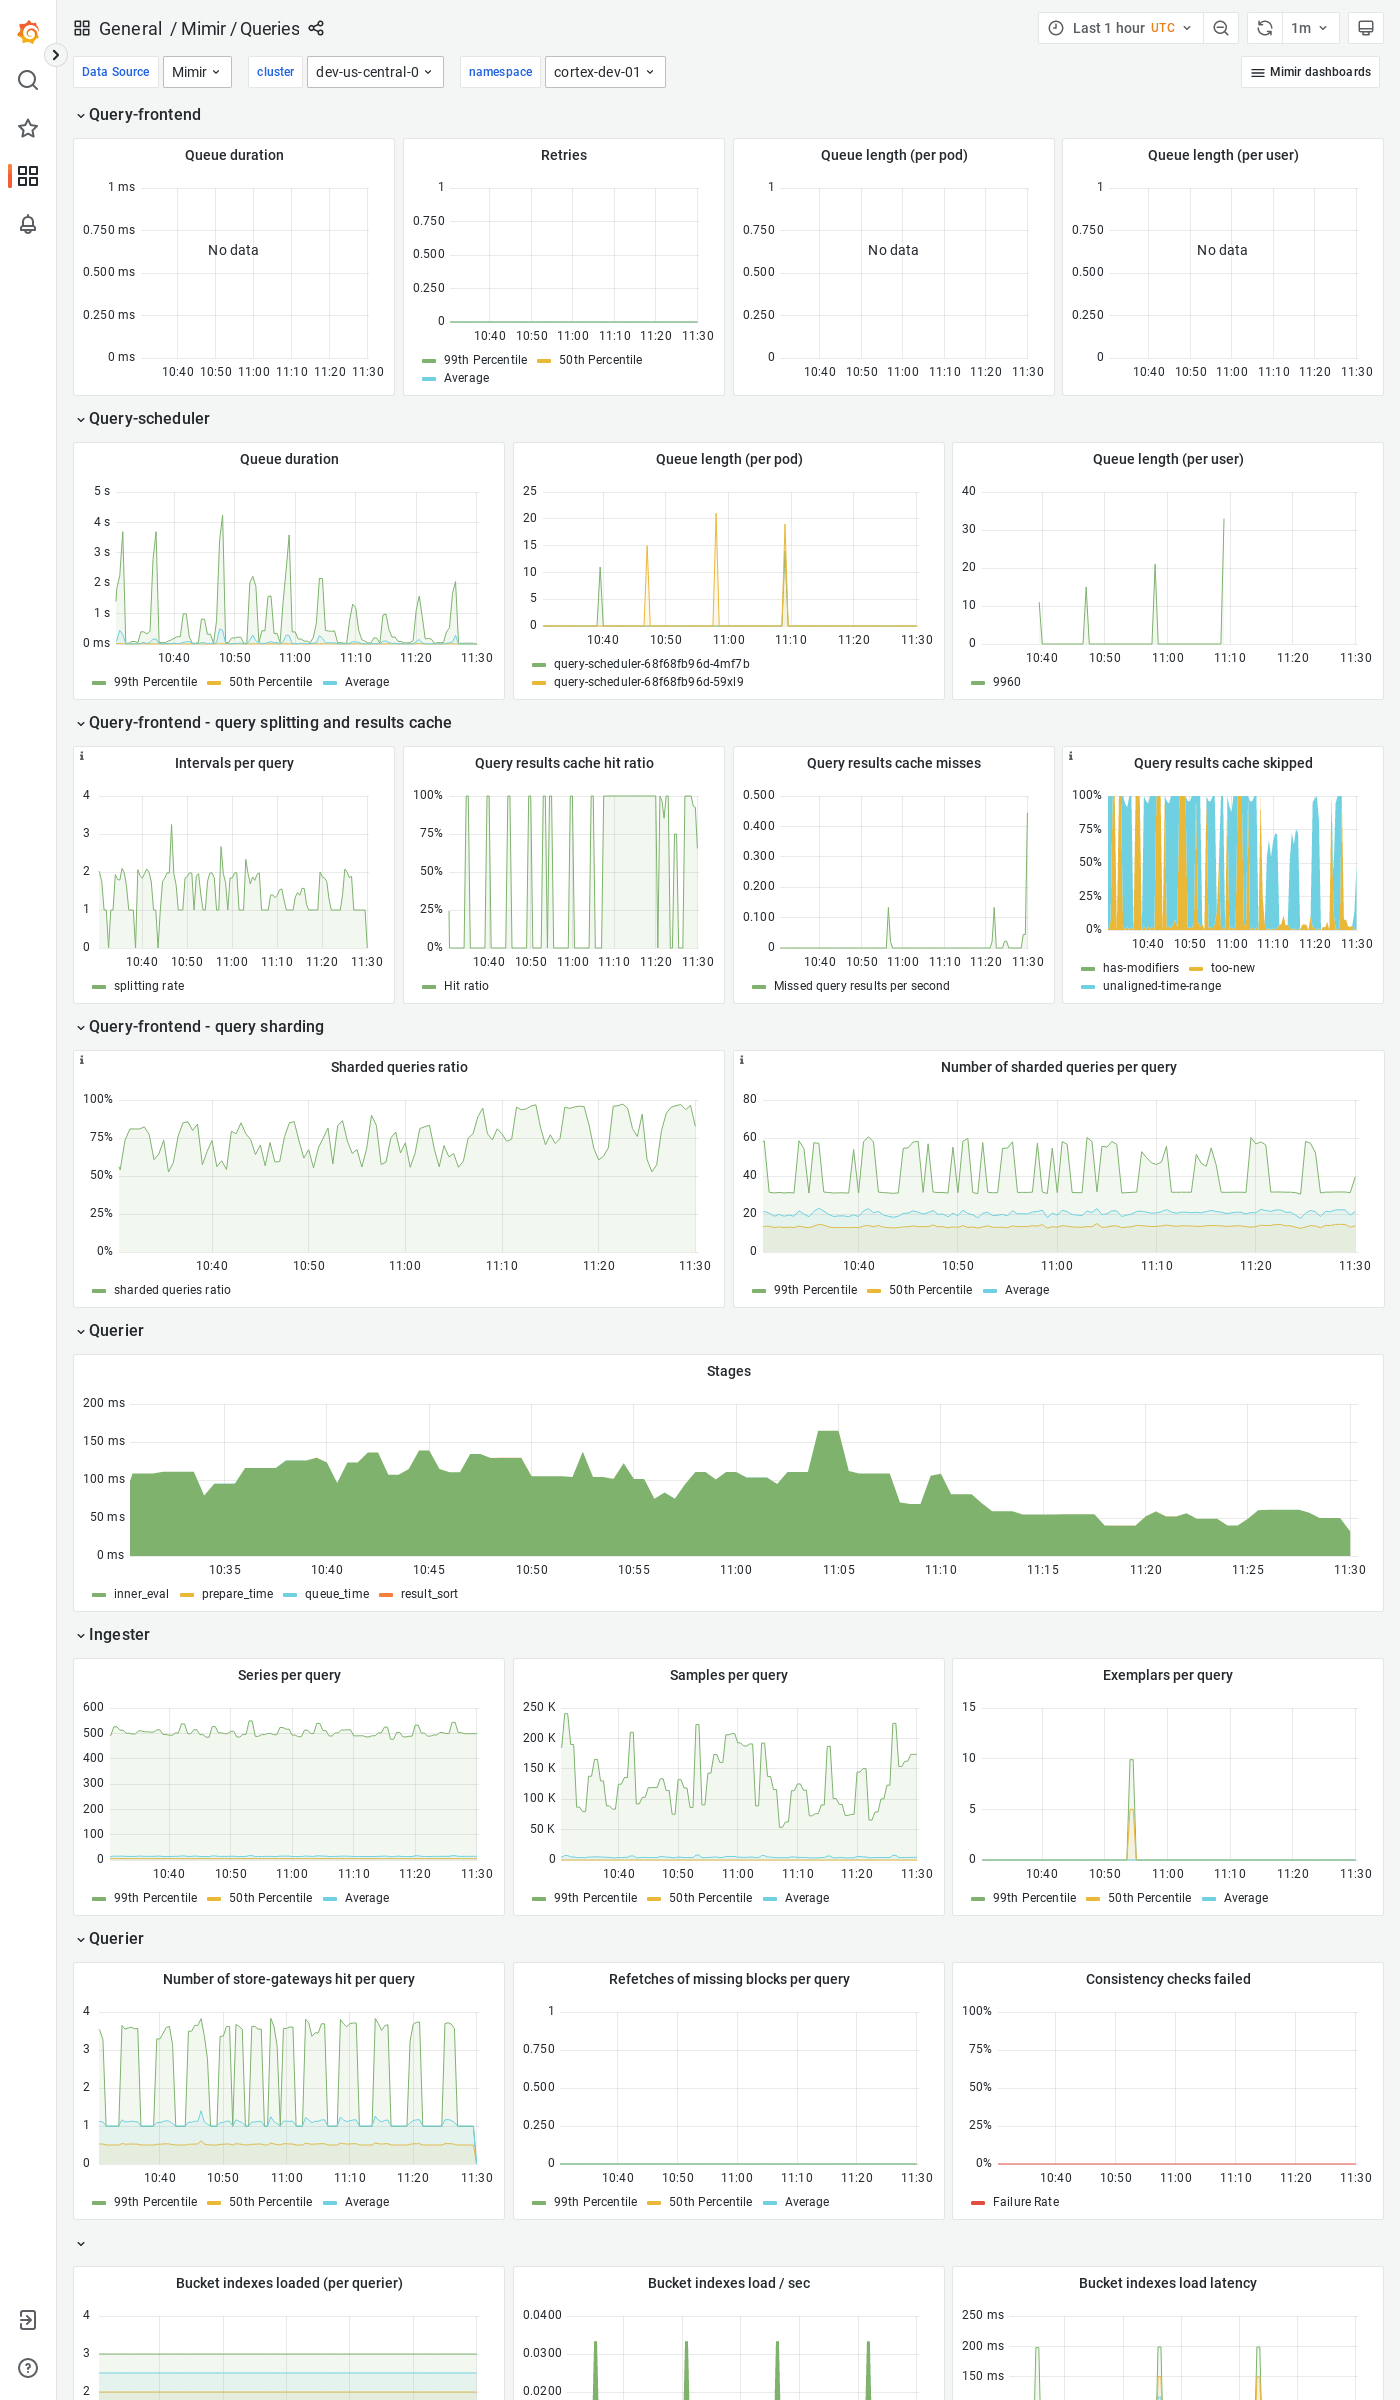 General / Mimir / Queries
Last 1 hour UTC
1m
Data Source Mimir cluster dev-us-central-0 namespace cortex-dev-01
Mimir dashboards
Query-frontend
Queue duration
1 ms
0.750 ms
0.500 ms
0.250 ms
0 ms
No data
10:40 10:50 11:00 11:10 11:20 11:30
Retries
1
0.750
0.500
0.250
0
10:40 10:50 11:00 11:10 11:20 11:30
99th Percentile 50th Percentile
Average
Queue length (per pod)
1
0.750
0.500
0.250
0
No data
10:40 10:50 11:00 11:10 11:20 11:30
Queue length (per user)
1
0.750
0.500
0.250
0
No data
10:40 10:50 11:00 11:10 11:20 11:30
Query-scheduler
Queue duration
5 s
4 s
3 s
2 s
1 s
0 ms
10:40 10:50 11:00 11:10 11:20 11:30
99th Percentile 50th Percentile Average
Queue length (per pod)
25
20
15
10
5
0
10:40 10:50 11:00 11:10 11:20 11:30
query-scheduler-68f68fb96d-4mf7b
query-scheduler-68f68fb96d-59xl9
Queue length (per user)
40
30
20
10
0
10:40 10:50 11:00 11:10 11:20 11:30
9960
Query-frontend - query splitting and results cache
Intervals per query
4
3
2
1
0
10:40 10:50 11:00 11:10 11:20 11:30
splitting rate
Query results cache hit ratio
100%
75%
50%
25%
0%
10:40 10:50 11:00 11:10 11:20 11:30
Hit ratio
Query results cache misses
0.500
0.400
0.300
0.200
0.100
0
10:40 10:50 11:00 11:10 11:20 11:30
Missed query results per second
Query results cache skipped
100%
75%
50%
25%
0%
10:40 10:50 11:00 11:10 11:20 11:30
has-modifiers too-new
unaligned-time-range
Query-frontend - query sharding
Sharded queries ratio
100%
75%
50%
25%
0%
10:40 10:50 11:00 11:10 11:20 11:30
sharded queries ratio
Number of sharded queries per query
80
60
40
20
0
10:40 10:50 11:00 11:10 11:20 11:30
99th Percentile 50th Percentile Average
Querier
Stages
200 ms
150 ms
100 ms
50 ms
0 ms
10:35 10:40 10:45 10:50 10:55 11:00 11:05 11:10 11:15 11:20 11:25 11:30
inner_eval prepare_time queue_time result_sort
Ingester
Series per query
600
500
400
300
200
100
0
10:40 10:50 11:00 11:10 11:20 11:30
99th Percentile 50th Percentile Average
Samples per query
250 K
200 K
150 K
100 K
50 K
0
10:40 10:50 11:00 11:10 11:20 11:30
99th Percentile 50th Percentile Average
Exemplars per query
15
10
5
0
10:40 10:50 11:00 11:10 11:20 11:30
99th Percentile 50th Percentile Average
Querier
Number of store-gateways hit per query
4
3
2
1
0
10:40 10:50 11:00 11:10 11:20 11:30
99th Percentile 50th Percentile Average
Refetches of missing blocks per query
1
0.750
0.500
0.250
0
10:40 10:50 11:00 11:10 11:20 11:30
99th Percentile 50th Percentile Average
Consistency checks failed
100%
75%
50%
25%
0%
10:40 10:50 11:00 11:10 11:20 11:30
Failure Rate
Bucket indexes loaded (per querier)
4
3
2
Bucket indexes load / sec
0.0400
0.0300
0.0200
Bucket indexes load latency
250 ms
200 ms
150 ms